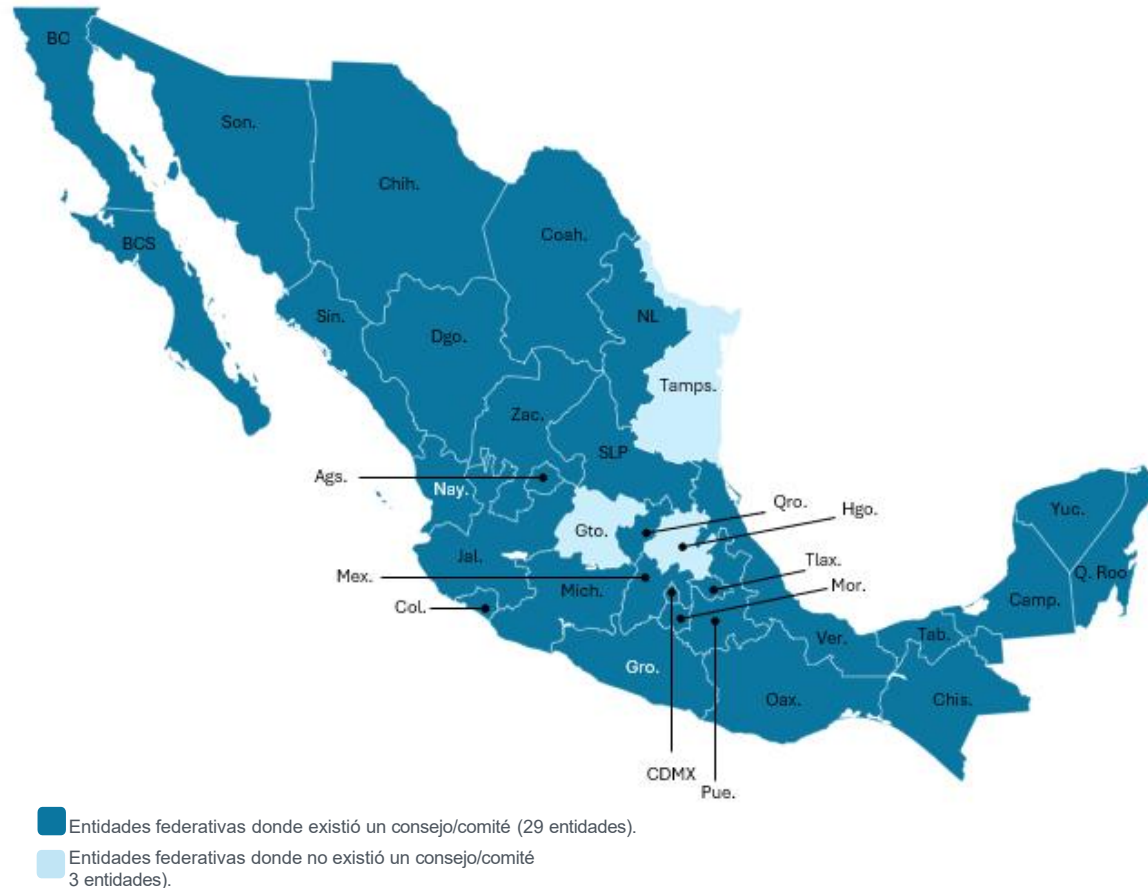 BC
Son.
Chih.
Coah.
BCS
Sin.
NL
Dgo.
Tamps.
Zac.
SLP
Ags.
Nay.
Qro.
Hgo.
Yuc.
Gto.
Jal.
Tlax.
Q. Roo
Mex.
Mich.
Mor.
Camp.
Col.
Ver.
Tab.
Gro.
Oax.
Chis.
CDMX
Pue.
Entidades federativas donde existió un consejo/comité (29 entidades).
Entidades federativas donde no existió un consejo/comité
3 entidades).